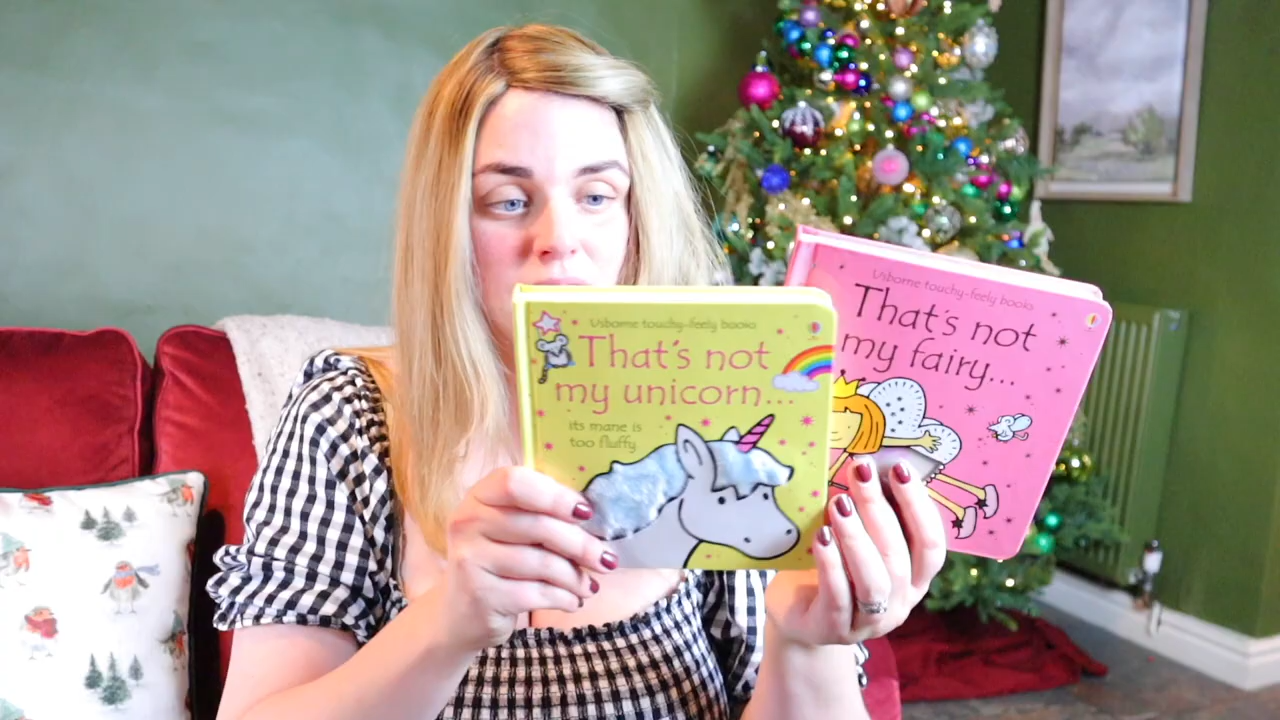 Usborne touchy-feely books
That's not
my unicorn...
its mane is
too fluffy
Usborne touchy-feely books
That's not
my fairy...